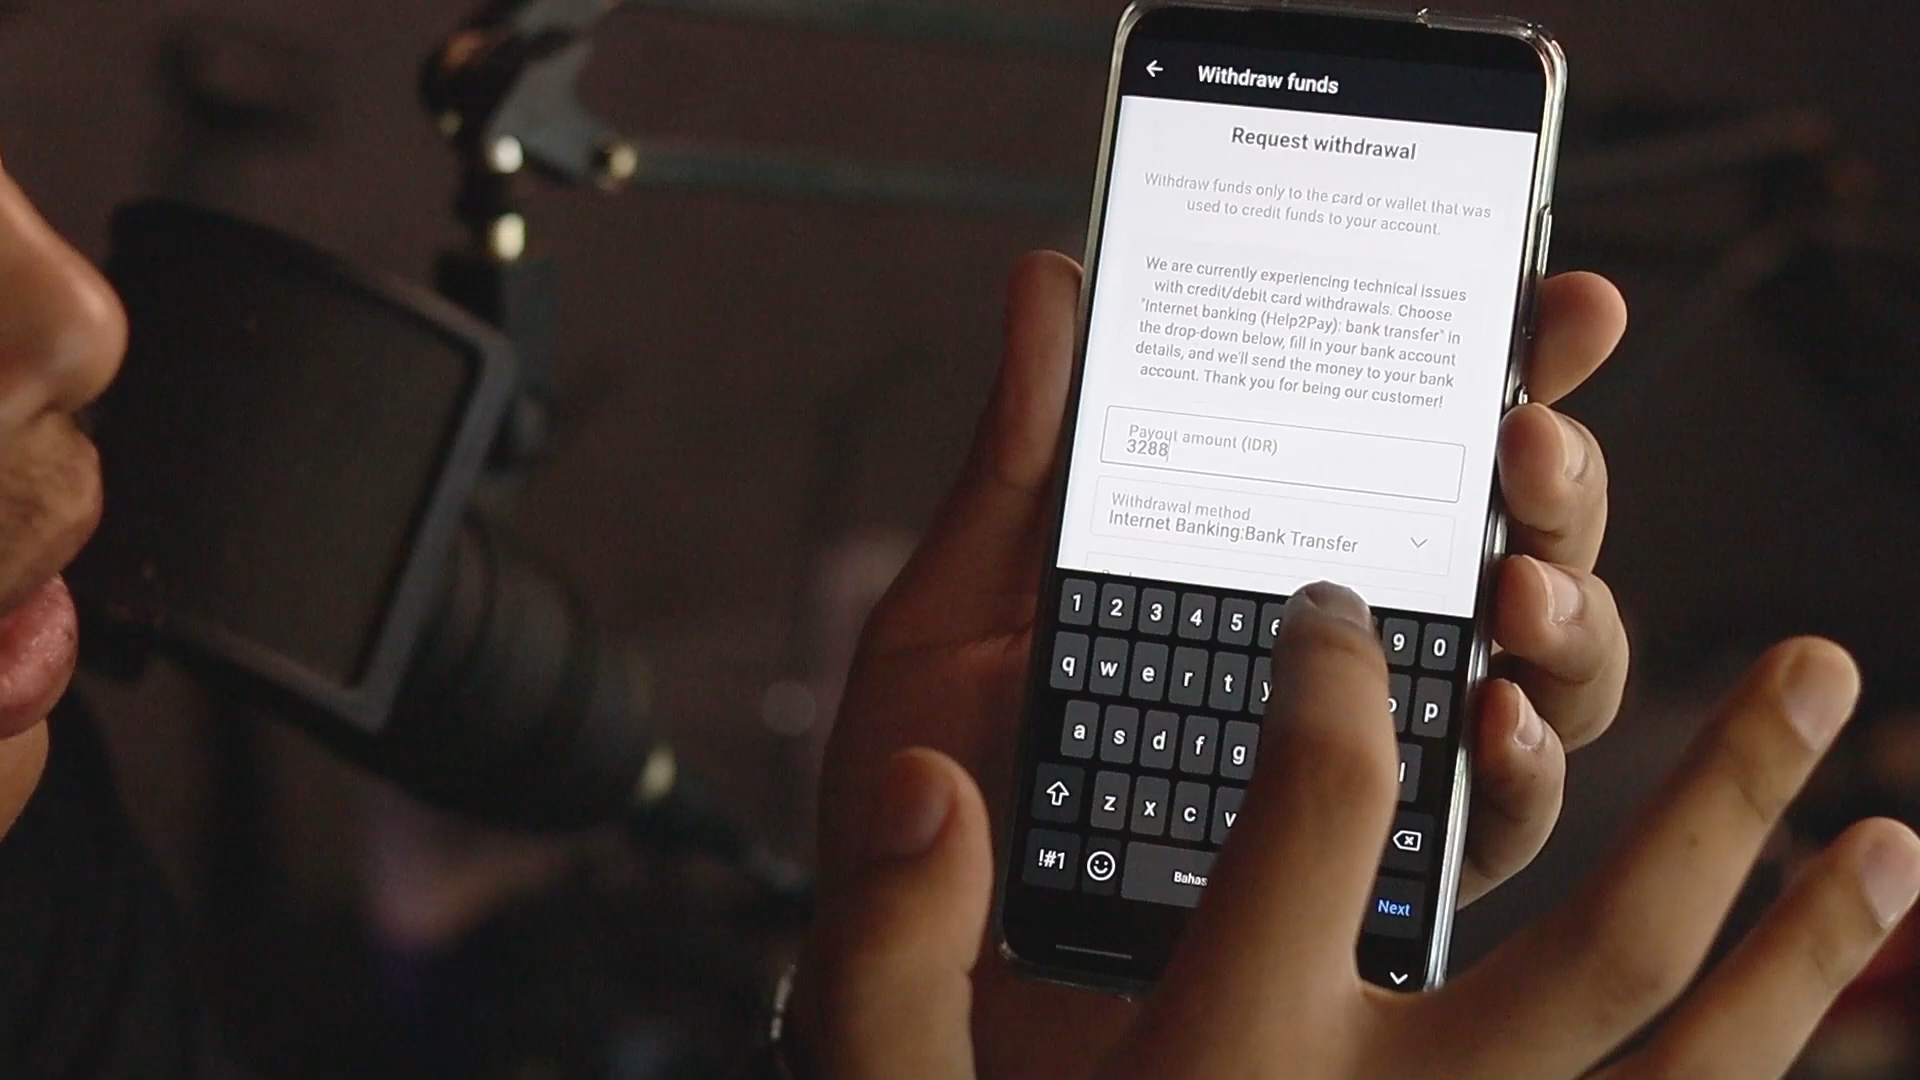 Withdraw funds
Request withdrawal
Withdraw funds only to the card or wallet that was
used to credit funds to your account.
We are currently experiencing technical issues
with credit/debit card withdrawals. Choose
"Internet banking (Help2Pay): bank transfer" in
the drop-down below, fill in your bank account
details, and we'll send the money to your bank
account. Thank you for being our customer!
Payout amount (IDR)
3288
Withdrawal method
Internet Banking:Bank Transfer
1 2 3 4 5 6 9 0
q w e r t y o p
a s d f g l
z x c v
!#1 Bahas Next